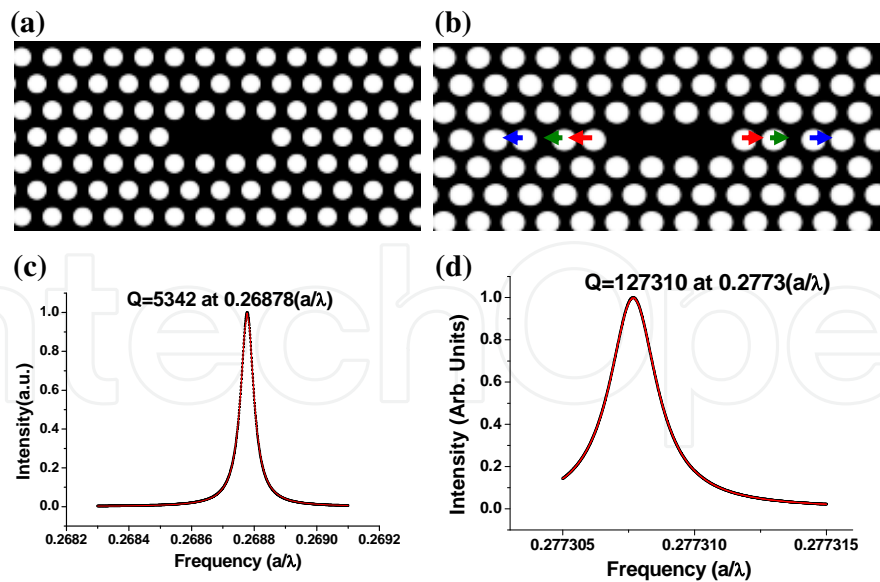 (a)
(b)
(c)
Q=5342 at 0.26878(a/λ)
Intensity(a.u.)
1.0
0.8
0.6
0.4
0.2
0.0
0.2682 0.2684 0.2686 0.2688 0.2690 0.2692
Frequency (a/λ)
(d)
Q=127310 at 0.2773(a/λ)
Intensity (Arb. Units)
1.0
0.8
0.6
0.4
0.2
0.0
0.277305 0.277310 0.277315
Frequency (a/λ)
ntechOpe